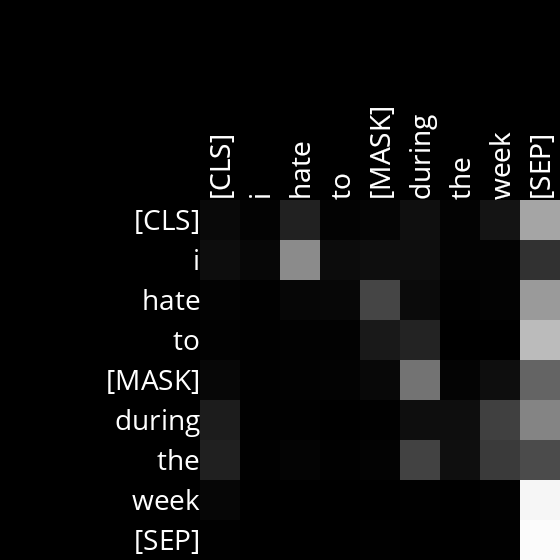 [CLS] i hate to [MASK] during the week [SEP]
[CLS]
i
hate
to
[MASK]
during
the
week
[SEP]